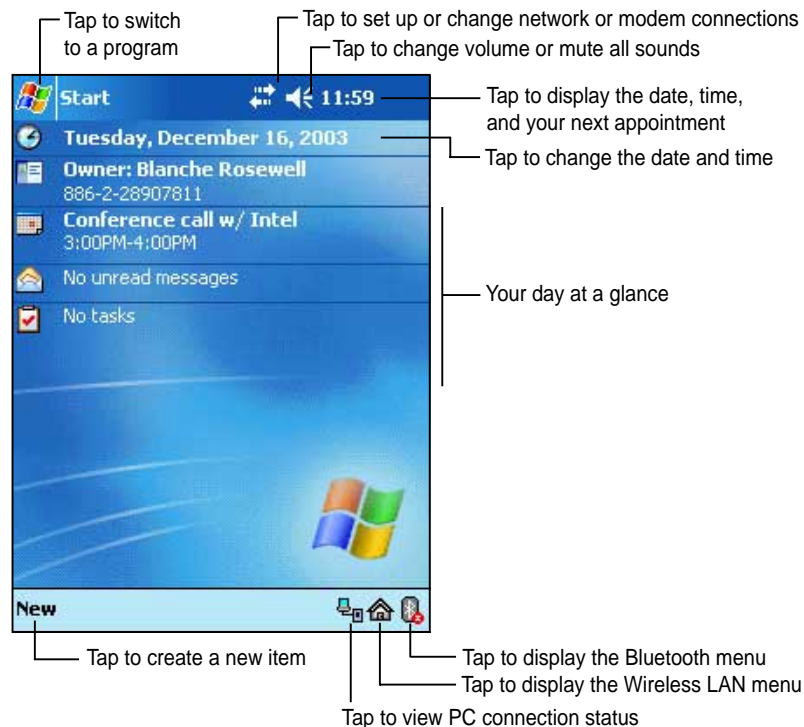 Tap to switch
to a program
Tap to set up or change network or modem connections
Tap to change volume or mute all sounds
Start
11:59
Tap to display the date, time,
and your next appointment
Tuesday, December 16, 2003
Tap to change the date and time
Owner: Blanche Rosewell
886-2-28907811
Conference call w/ Intel
3:00PM-4:00PM
No unread messages
No tasks
Your day at a glance
New
Tap to create a new item
Tap to display the Bluetooth menu
Tap to display the Wireless LAN menu
Tap to view PC connection status